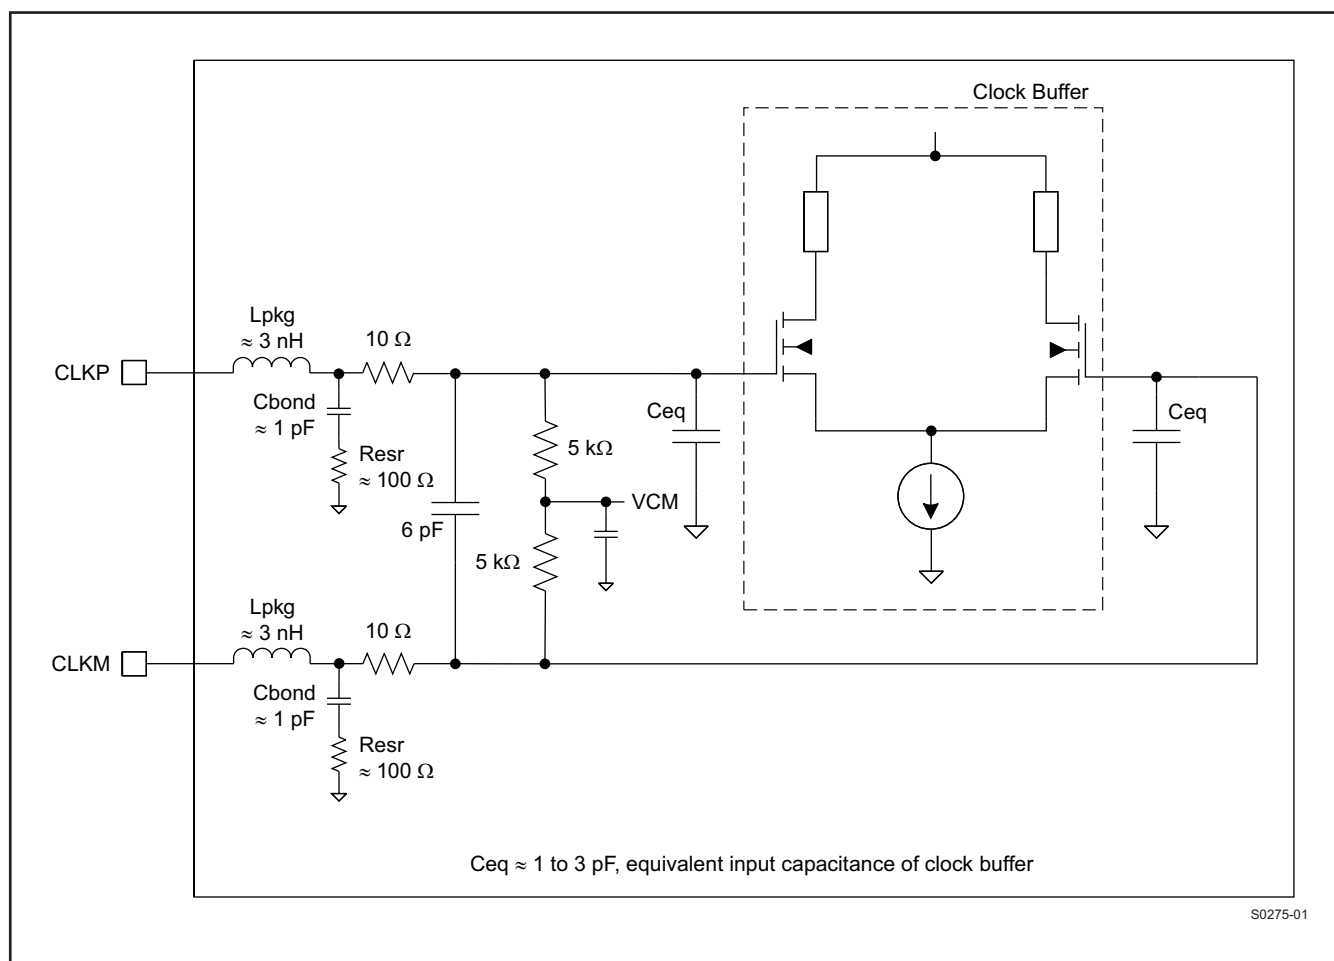 Clock Buffer
Lpkg
≈ 3 nH
10 Ω
CLKP
Cbond
≈ 1 pF
Resr
≈ 100 Ω
6 pF
5 kΩ
VCM
5 kΩ
Ceq
Ceq
Lpkg
≈ 3 nH
10 Ω
CLKM
Cbond
≈ 1 pF
Resr
≈ 100 Ω
Ceq ≈ 1 to 3 pF, equivalent input capacitance of clock buffer
S0275-01